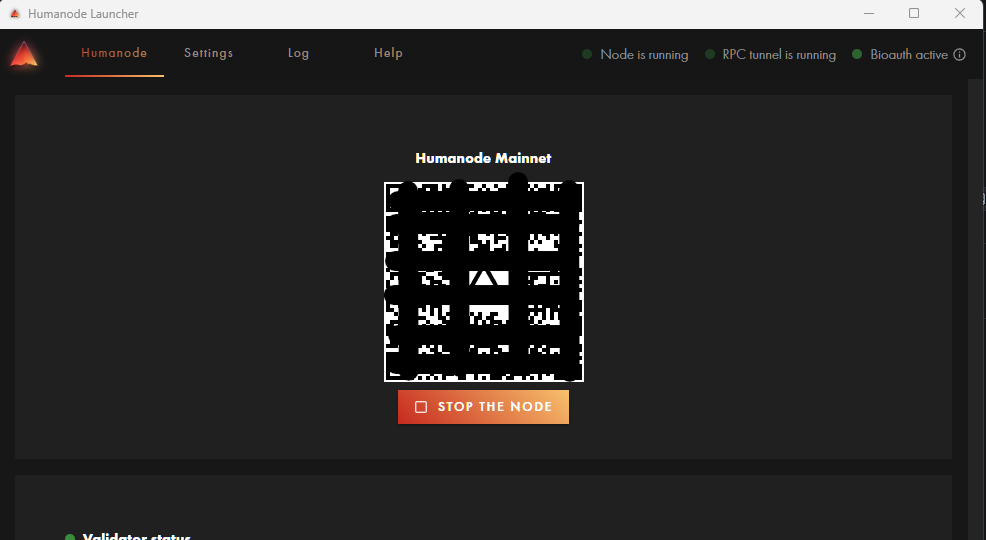 Humanode Launcher
Humanode Settings Log Help Node is running RPC tunnel is running Bioauth active
Humanode Mainnet
STOP THE NODE
Validator status